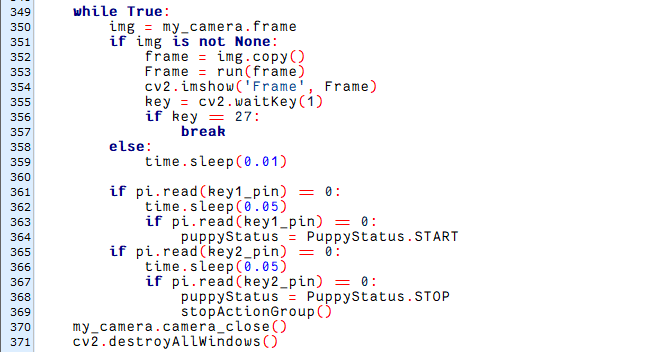 349 while True:
350 img = my_camera.frame
351 if img is not None:
352 frame = img.copy()
353 Frame = run(frame)
354 cv2.imshow('Frame', Frame)
355 key = cv2.waitKey(1)
356 if key == 27:
357 break
358 else:
359 time.sleep(0.01)
360
361 if pi.read(key1_pin) == 0:
362 time.sleep(0.05)
363 if pi.read(key1_pin) == 0:
364 puppyStatus = PuppyStatus.START
365 if pi.read(key2_pin) == 0:
366 time.sleep(0.05)
367 if pi.read(key2_pin) == 0:
368 puppyStatus = PuppyStatus.STOP
369 stopActionGroup()
370 my_camera.camera_close()
371 cv2.destroyAllWindows()